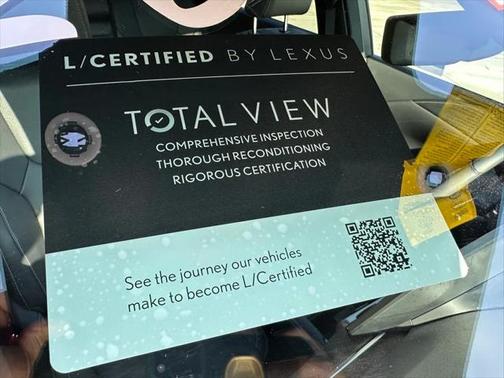 L/CERTIFIED BY LEXUS
TOTAL VIEW
COMPREHENSIVE INSPECTION
THOROUGH RECONDITIONING
RIGOROUS CERTIFICATION
See the journey our vehicles
make to become L/Certified